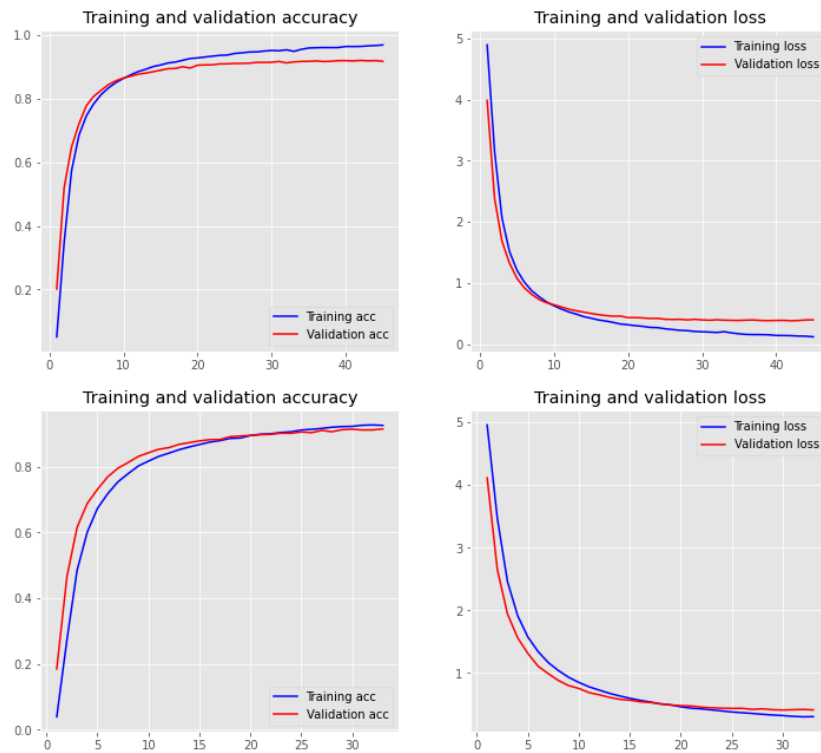 Training and validation accuracy
1.0
0.8
0.6
0.4
0.2
Training acc
Validation acc
0 10 20 30 40
Training and validation loss
5
4
3
2
1
0
Training loss
Validation loss
0 10 20 30 40
Training and validation accuracy
0.8
0.6
0.4
0.2
0.0
Training acc
Validation acc
0 5 10 15 20 25 30
Training and validation loss
5
4
3
2
1
Training loss
Validation loss
0 5 10 15 20 25 30